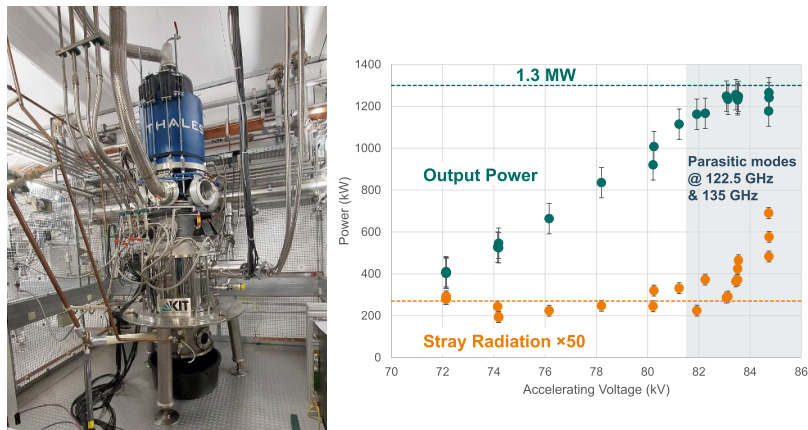 THALES
KIT
1400
1200
1000
800
600
400
200
0
Power (kW)
1.3 MW
Output Power
Parasitic modes
@ 122.5 GHz
& 135 GHz
Stray Radiation ×50
70 72 74 76 78 80 82 84 86
Accelerating Voltage (kV)